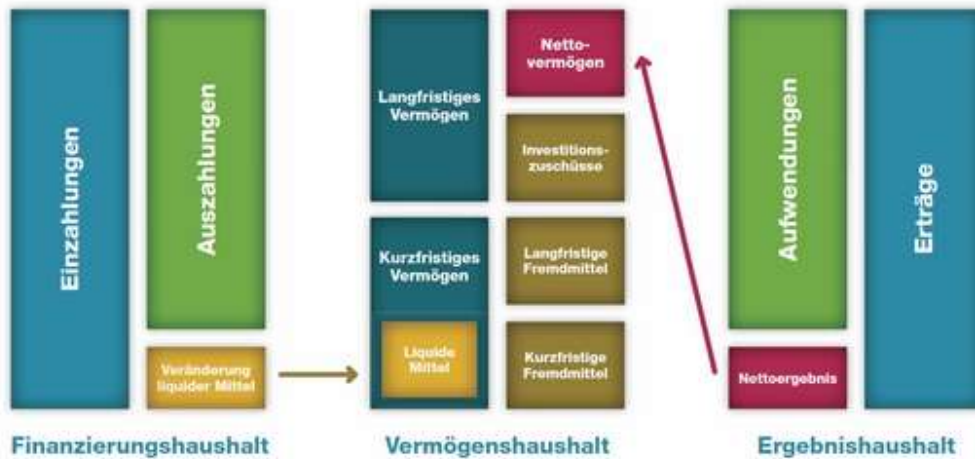 Einzahlungen
Auszahlungen
Veränderung
liquider Mittel
Finanzierungshaushalt
Langfristiges
Vermögen
Kurzfristiges
Vermögen
Liquide
Mittel
Netto-
vermögen
Investitions-
zuschüsse
Langfristige
Fremdmittel
Kurzfristige
Fremdmittel
Vermögenshaushalt
Aufwendungen
Nettoergebnis
Erträge
Ergebnishaushalt